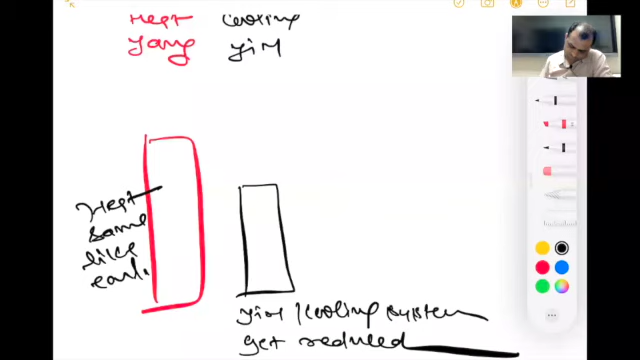 Heat cooling
Yang Yin
Heat
same
like
earl.
Yin / cooling system
get reduced